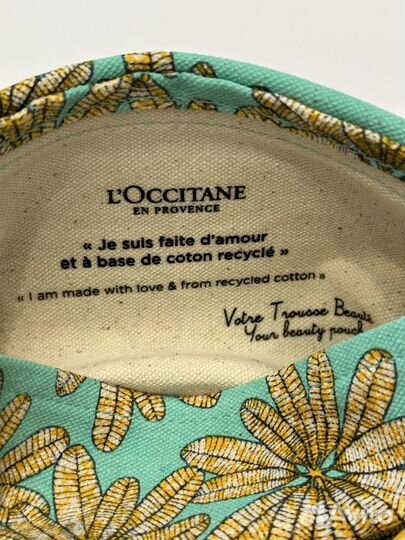 L'OCCITANE
EN PROVENCE
« Je suis faite d'amour
et à base de coton recyclé »
« I am made with love & from recycled cotton »
Votre Trousse Beauté
Your beauty pouch
Avito